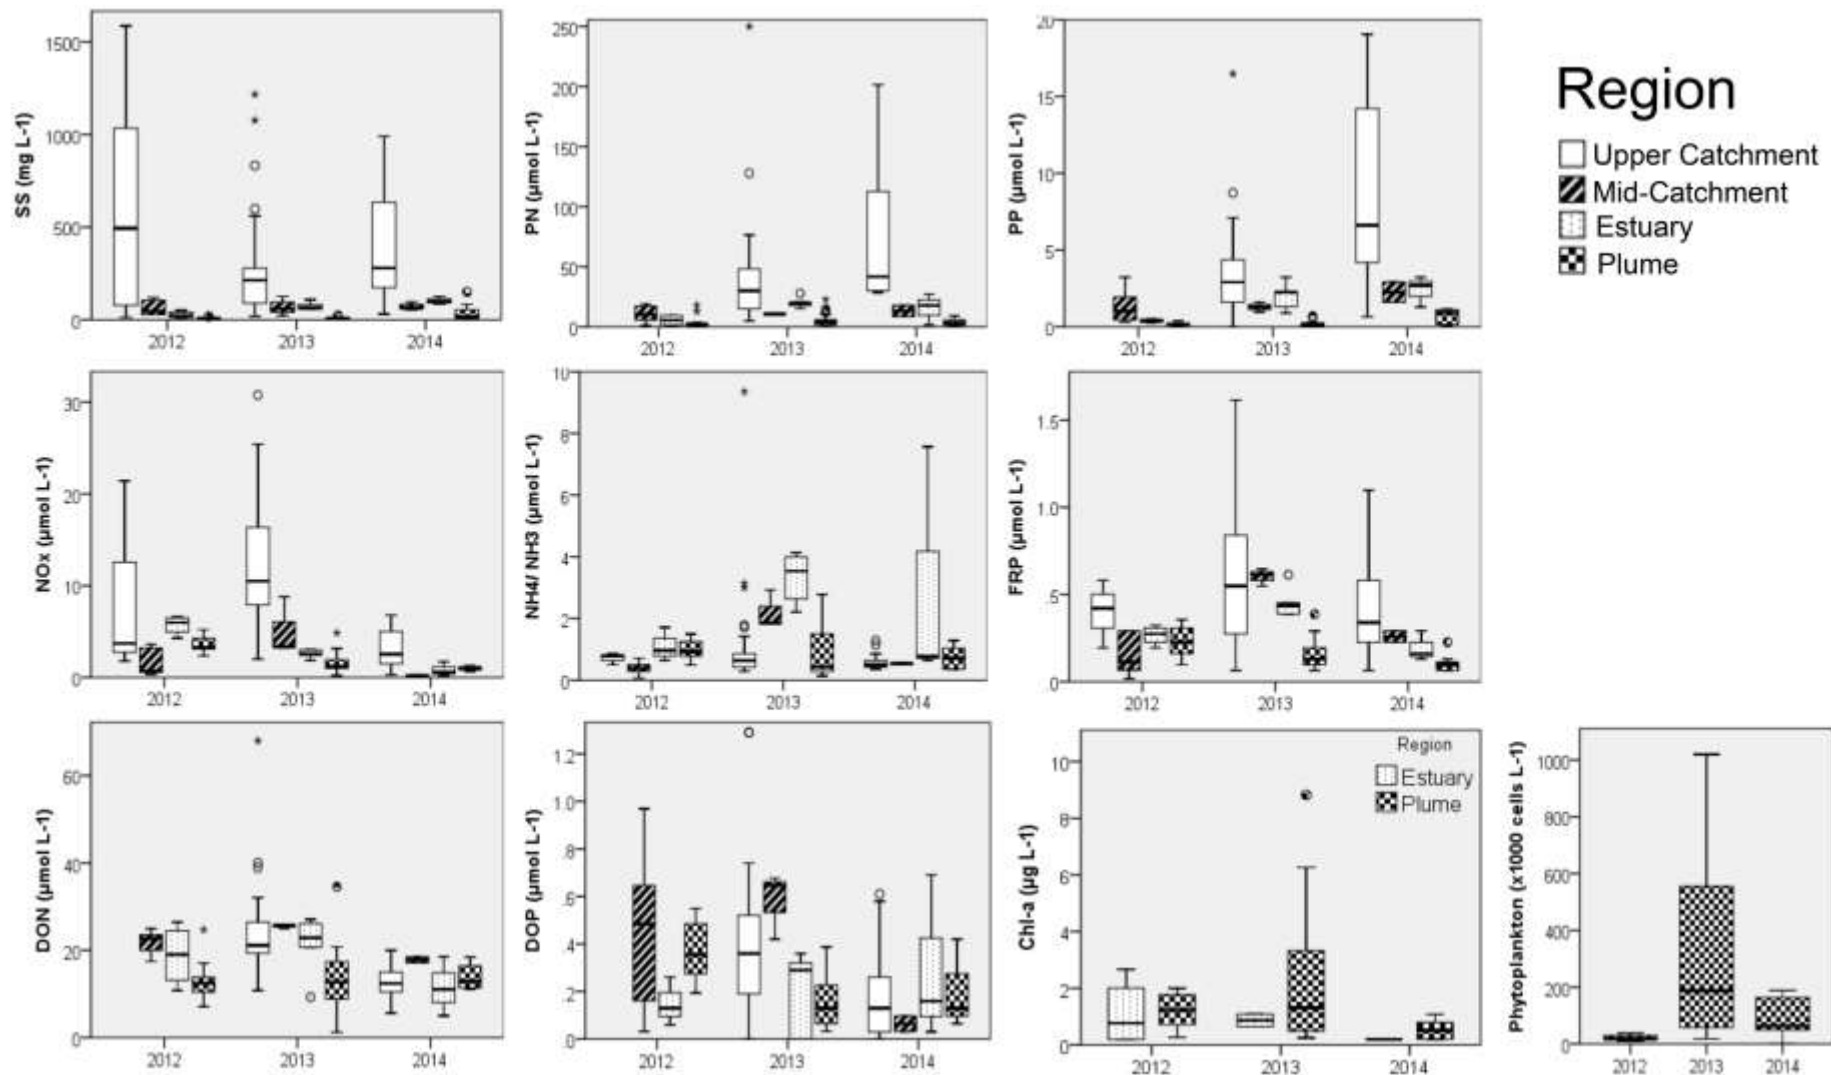 SS (mg L-1)
1500
1000
500
0
2012 2013 2014
PN (µmol L-1)
250
200
150
100
50
0
2012 2013 2014
PP (µmol L-1)
20
15
10
5
0
2012 2013 2014
Region
Upper Catchment
Mid-Catchment
Estuary
Plume
NOx (µmol L-1)
30
20
10
0
2012 2013 2014
NH4/ NH3 (µmol L-1)
10
8
6
4
2
0
2012 2013 2014
FRP (µmol L-1)
1.5
1.0
.5
.0
2012 2013 2014
DON (µmol L-1)
60
40
20
0
2012 2013 2014
DOP (µmol L-1)
1.2
1.0
.8
.6
.4
.2
.0
2012 2013 2014
Chl-a (µg L-1)
10
8
6
4
2
0
Region
Estuary
Plume
2012 2013 2014
Phytoplankton (x1000 cells L-1)
1000
800
600
400
200
0
2012 2013 2014